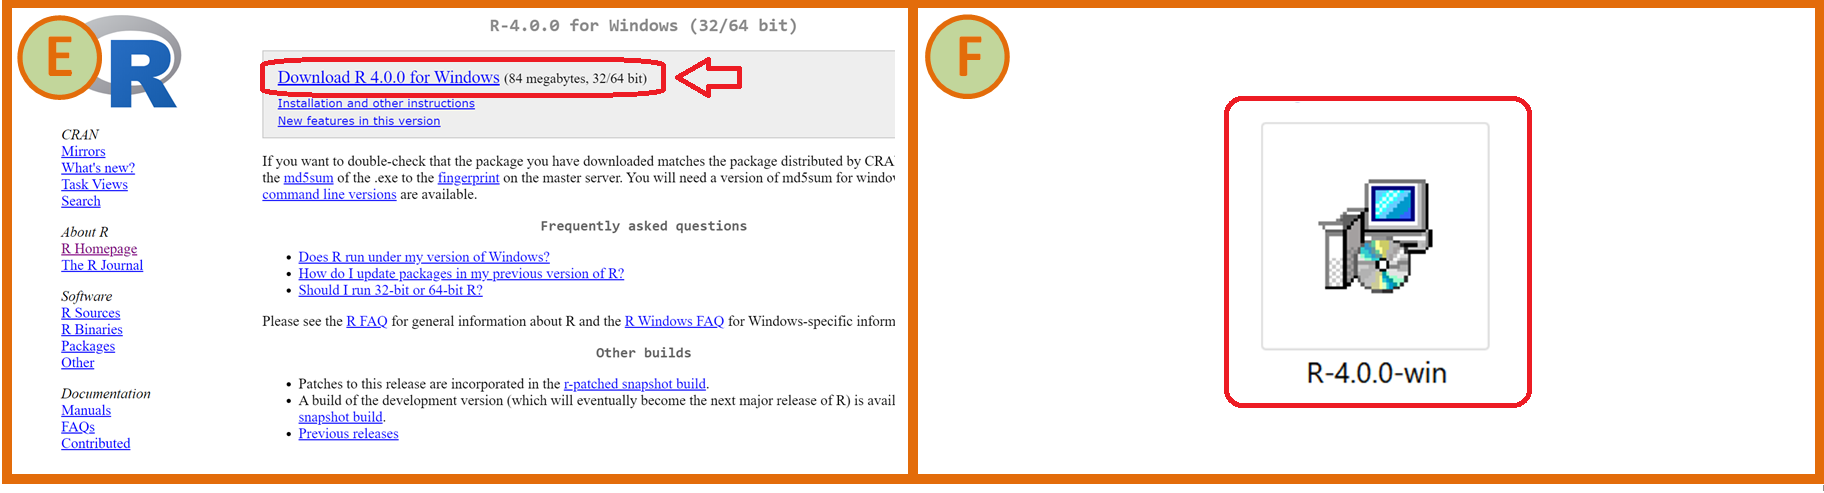 E
R
R-4.0.0 for Windows (32/64 bit)
Download R 4.0.0 for Windows (84 megabytes, 32/64 bit)
Installation and other instructions
New features in this version
CRAN
Mirrors
What's new?
Task Views
Search
About R
R Homepage
The R Journal
Software
R Sources
R Binaries
Packages
Other
Documentation
Manuals
FAQs
Contributed
If you want to double-check that the package you have downloaded matches the package distributed by CRA
the md5sum of the .exe to the fingerprint on the master server. You will need a version of md5sum for windo
command line versions are available.
Frequently asked questions
• Does R run under my version of Windows?
• How do I update packages in my previous version of R?
• Should I run 32-bit or 64-bit R?
Please see the R FAQ for general information about R and the R Windows FAQ for Windows-specific inform
Other builds
• Patches to this release are incorporated in the r-patched snapshot build.
• A build of the development version (which will eventually become the next major release of R) is avail
snapshot build.
• Previous releases
F
R-4.0.0-win